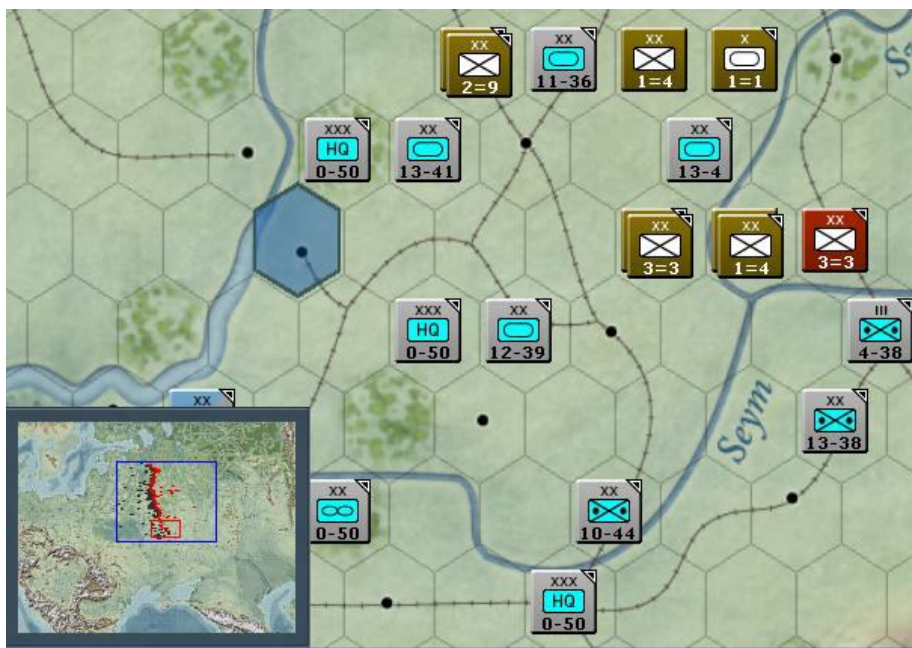 XX
2=9
XX
11-36
XX
1=4
X
1=1
XXX
HQ
0-50
XX
13-41
XX
13-4
XX
3=3
XX
1=4
XX
3=3
XXX
HQ
0-50
XX
12-39
III
4-38
XX
XX
13-38
Seym
XX
0-50
XX
10-44
XXX
HQ
0-50